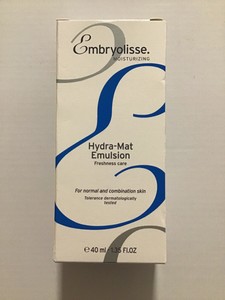 Embryolisse.
MOISTURIZING
Hydra-Mat
Emulsion
Freshness care
For normal and combination skin
Tolerance dermatologically
tested
e 40 ml - 1.35 Fl.OZ